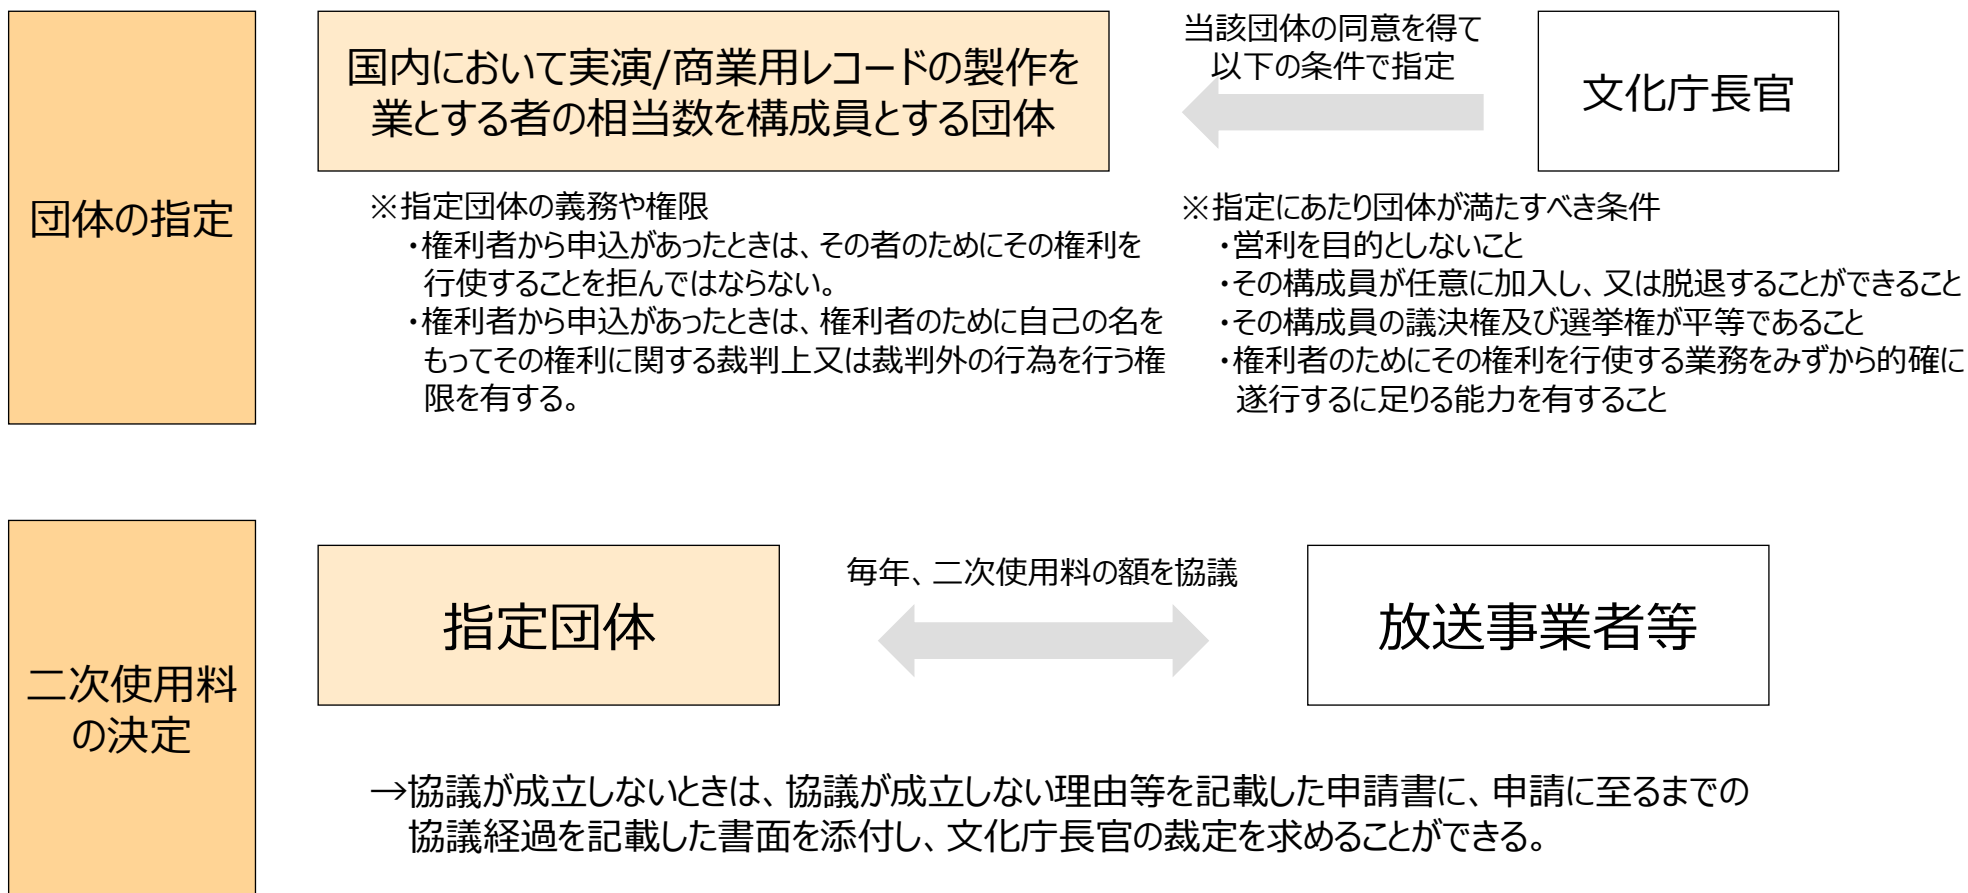 団体の指定
国内において実演/商業用レコードの製作を
業とする者の相当数を構成員とする団体
当該団体の同意を得て
以下の条件で指定
文化庁長官
※指定団体の義務や権限
・権利者から申込があったときは、その者のためにその権利を
行使することを拒んではならない。
・権利者から申込があったときは、権利者のために自己の名を
もってその権利に関する裁判上又は裁判外の行為を行う権
限を有する。
※指定にあたり団体が満たすべき条件
・営利を目的としないこと
・その構成員が任意に加入し、又は脱退することができること
・その構成員の議決権及び選挙権が平等であること
・権利者のためにその権利を行使する業務をみずから的確に
遂行するに足りる能力を有すること
二次使用料
の決定
指定団体
毎年、二次使用料の額を協議
放送事業者等
→協議が成立しないときは、協議が成立しない理由等を記載した申請書に、申請に至るまでの
協議経過を記載した書面を添付し、文化庁長官の裁定を求めることができる。